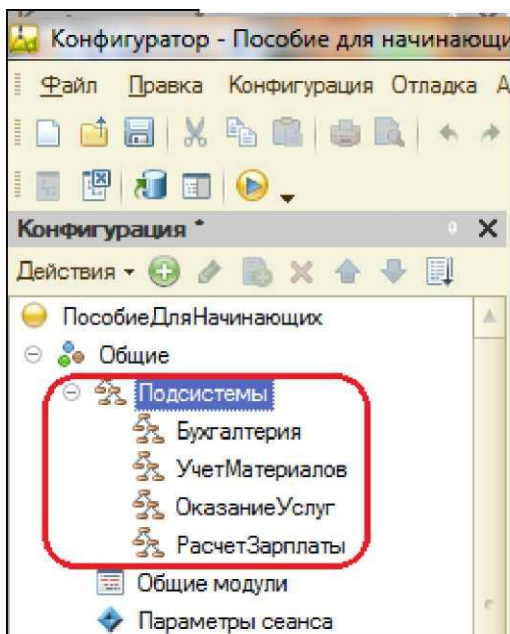 Конфигуратор - Пособие для начинающи
Файл Правка Конфигурация Отладка А
Конфигурация *
Действия
ПособиеДляНачинающих
Общие
Подсистемы
Бухгалтерия
УчетМатериалов
ОказаниеУслуг
РасчетЗарплаты
Общие модули
Параметры сеанса